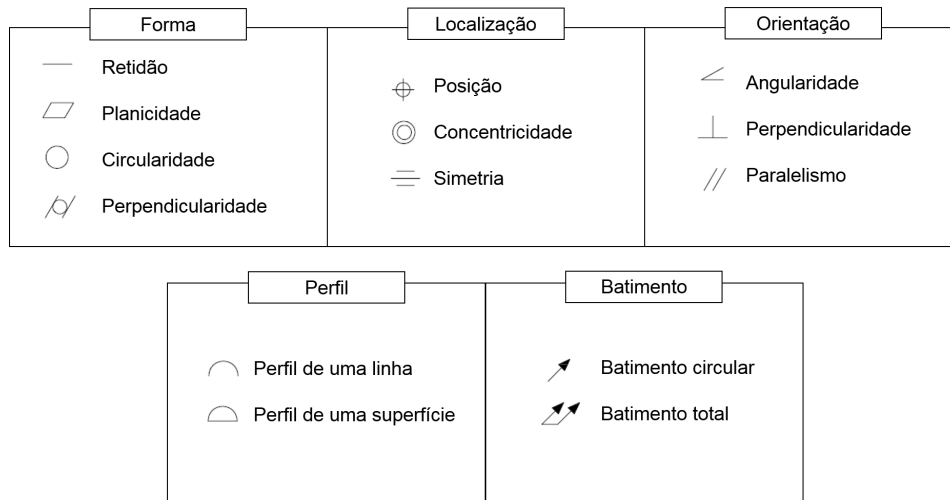 Forma
Retidão
Planicidade
Circularidade
Perpendicularidade
Localização
Posição
Concentricidade
Simetria
Orientação
Angularidade
Perpendicularidade
Paralelismo
Perfil
Perfil de uma linha
Perfil de uma superfície
Batimento
Batimento circular
Batimento total